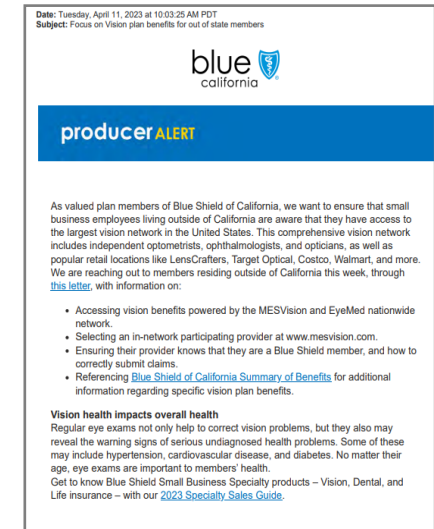 Date: Tuesday, April 11, 2023 at 10:03:25 AM PDT
Subject: Focus on Vision plan benefits for out of state members
blue
california
producer ALERT
As valued plan members of Blue Shield of California, we want to ensure that small
business employees living outside of California are aware that they have access to
the largest vision network in the United States. This comprehensive vision network
includes independent optometrists, ophthalmologists, and opticians, as well as
popular retail locations like LensCrafters, Target Optical, Costco, Walmart, and more.
We are reaching out to members residing outside of California this week, through
this letter, with information on:
• Accessing vision benefits powered by the MESVision and EyeMed nationwide
network.
• Selecting an in-network participating provider at www.mesvision.com.
• Ensuring their provider knows that they are a Blue Shield member, and how to
correctly submit claims.
• Referencing Blue Shield of California Summary of Benefits for additional
information regarding specific vision plan benefits.
Vision health impacts overall health
Regular eye exams not only help to correct vision problems, but they also may
reveal the warning signs of serious undiagnosed health problems. Some of these
may include hypertension, cardiovascular disease, and diabetes. No matter their
age, eye exams are important to members' health.
Get to know Blue Shield Small Business Specialty products – Vision, Dental, and
Life insurance – with our 2023 Specialty Sales Guide.